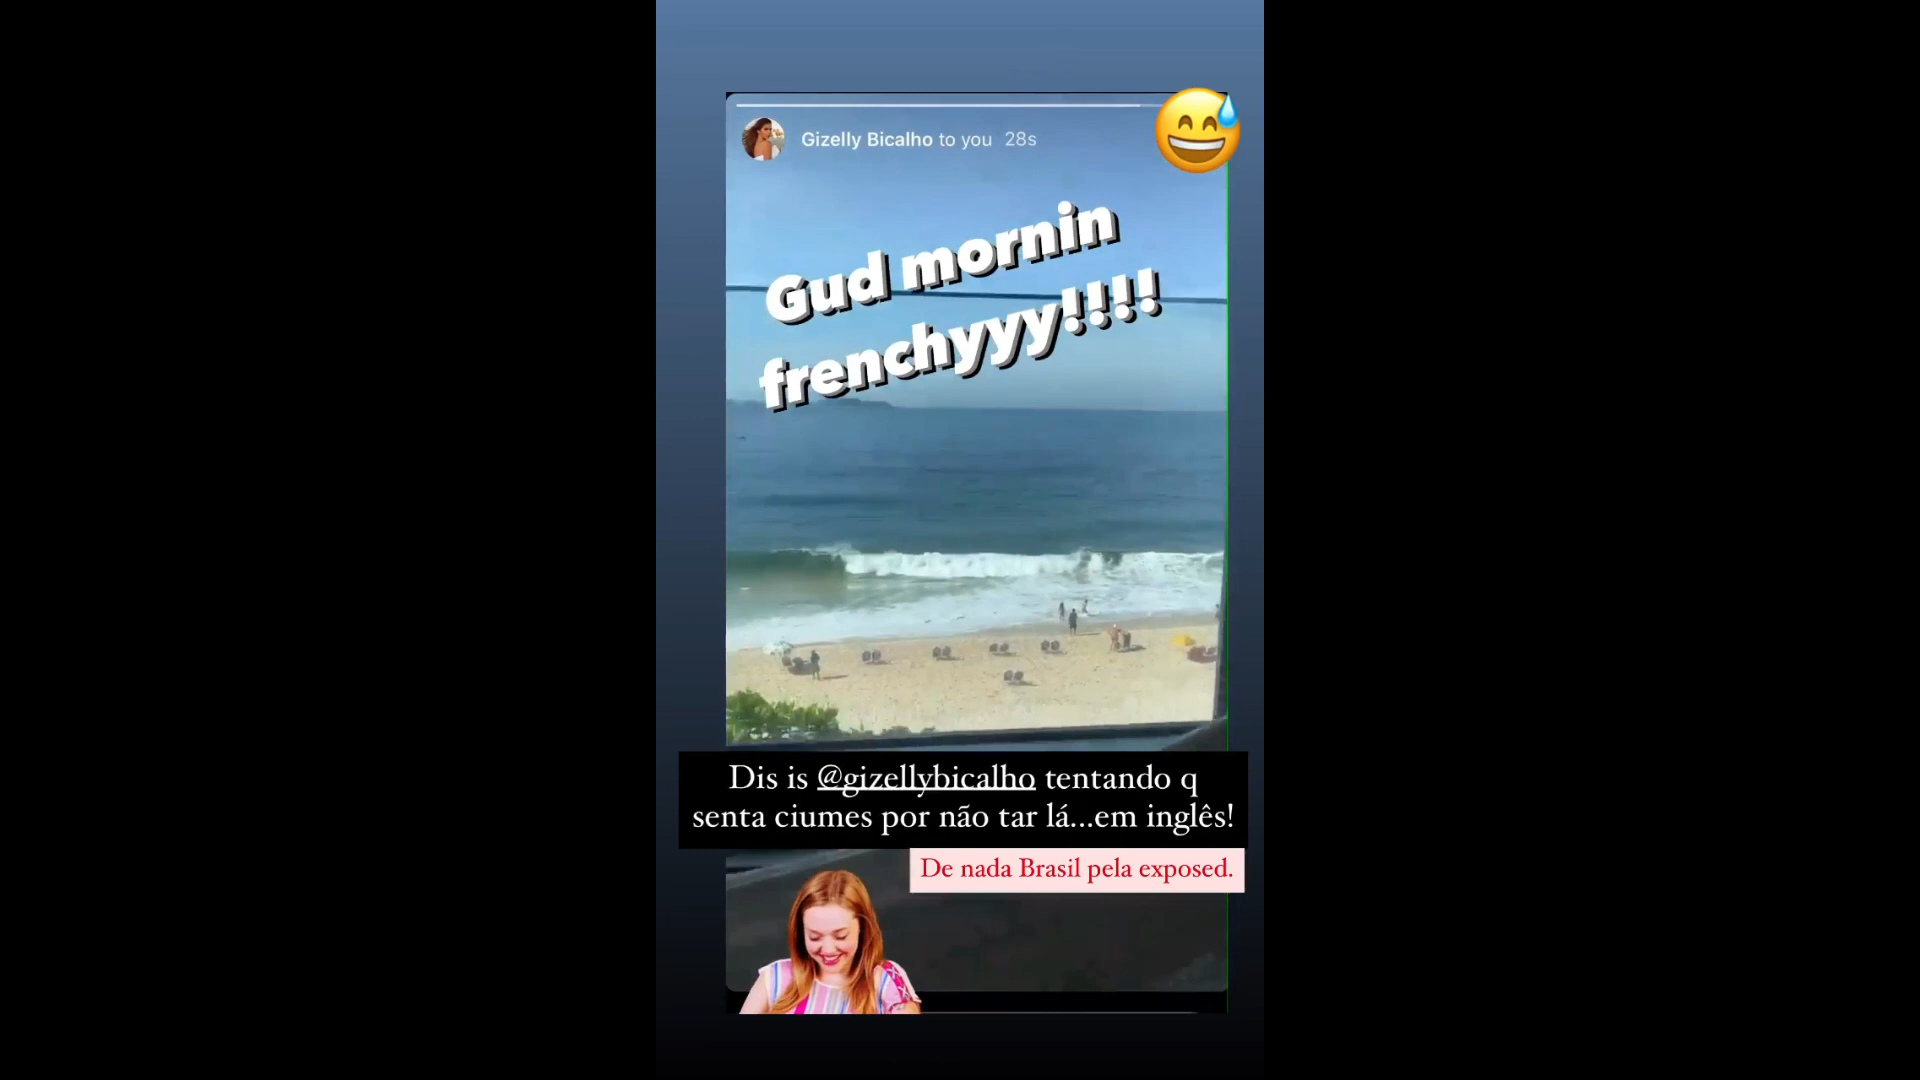 Gizelly Bicalho to you 28s
Gud mornin
frenchyyy!!!!
Dis is @gizellybicalho tentando q
senta ciumes por não tar lá...em inglês!
De nada Brasil pela exposed.